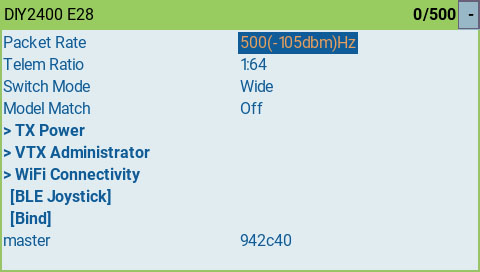 DIY2400 E28 0/500 -
Packet Rate 500(-105dbm)Hz
Telem Ratio 1:64
Switch Mode Wide
Model Match Off
> TX Power
> VTX Administrator
> WiFi Connectivity
[BLE Joystick]
[Bind]
master 942c40